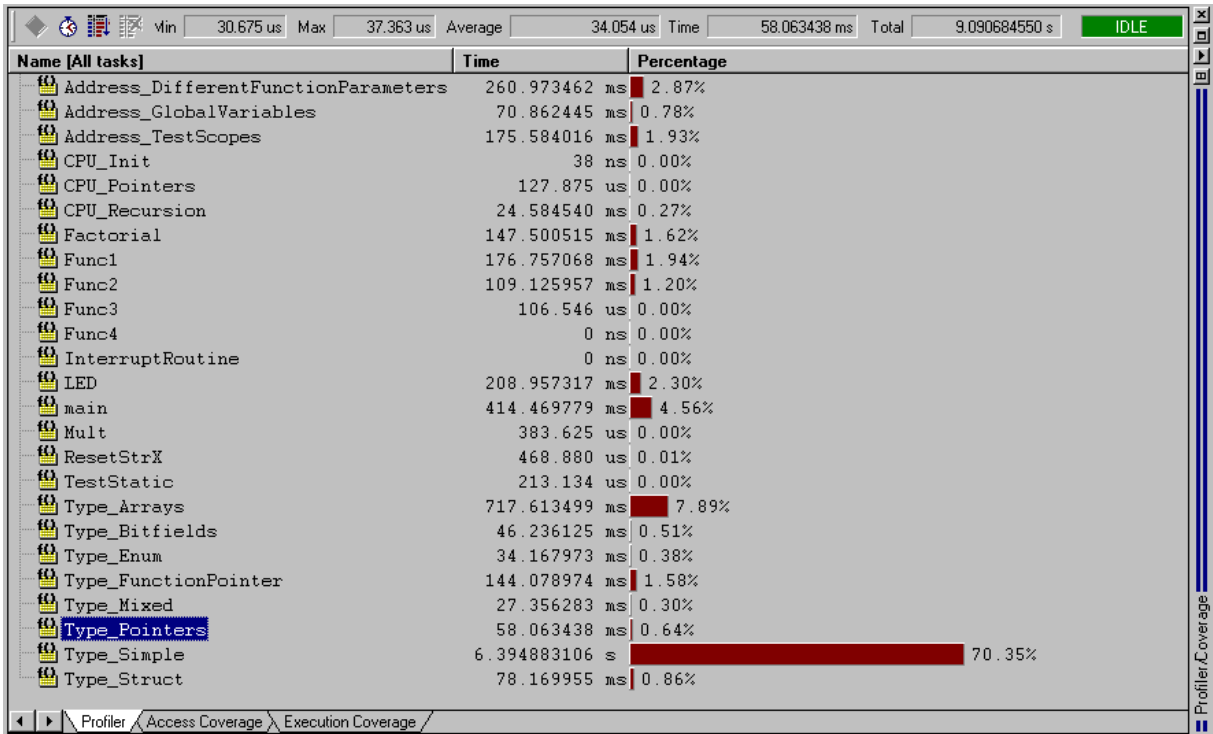 Min 30.675 us Max 37.363 us Average 34.054 us Time 58.063438 ms Total 9.090684550 s IDLE
Name [All tasks] Time Percentage
Address_DifferentFunctionParameters 260.973462 ms 2.87%
Address_GlobalVariables 70.862445 ms 0.78%
Address_TestScopes 175.584016 ms 1.93%
CPU_Init 38 ns 0.00%
CPU_Pointers 127.875 us 0.00%
CPU_Recursion 24.584540 ms 0.27%
Factorial 147.500515 ms 1.62%
Func1 176.757068 ms 1.94%
Func2 109.125957 ms 1.20%
Func3 106.546 us 0.00%
Func4 0 ns 0.00%
InterruptRoutine 0 ns 0.00%
LED 208.957317 ms 2.30%
main 414.469779 ms 4.56%
Mult 383.625 us 0.00%
ResetStrX 468.880 us 0.01%
TestStatic 213.134 us 0.00%
Type_Arrays 717.613499 ms 7.89%
Type_Bitfields 46.236125 ms 0.51%
Type_Enum 34.167973 ms 0.38%
Type_FunctionPointer 144.078974 ms 1.58%
Type_Mixed 27.356283 ms 0.30%
Type_Pointers 58.063438 ms 0.64%
Type_Simple 6.394883106 s 70.35%
Type_Struct 78.169955 ms 0.86%
Profiler Access Coverage Execution Coverage
Profiler/Coverage